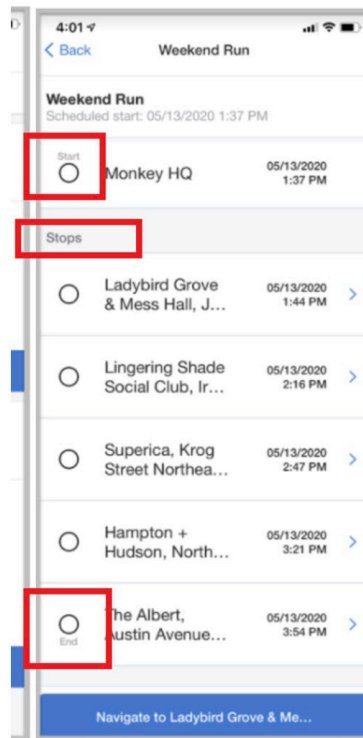 4:01
Back Weekend Run
Weekend Run
Scheduled start: 05/13/2020 1:37 PM
Start
Monkey HQ
05/13/2020
1:37 PM
Stops
Ladybird Grove
& Mess Hall, J...
05/13/2020
1:44 PM
Lingering Shade
Social Club, Ir...
05/13/2020
2:16 PM
Superica, Krog
Street Northea...
05/13/2020
2:47 PM
Hampton +
Hudson, North...
05/13/2020
3:21 PM
End
The Albert,
Austin Avenue...
05/13/2020
3:54 PM
Navigate to Ladybird Grove & Me...